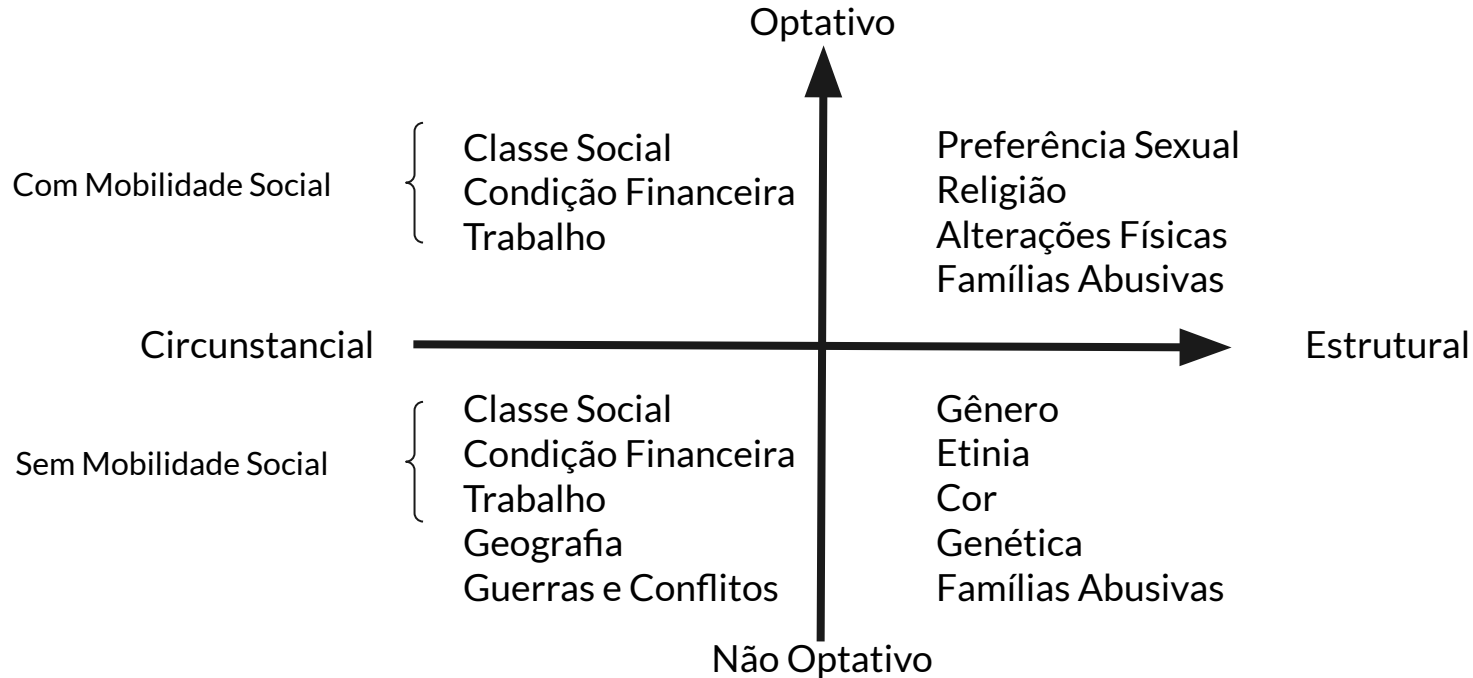 Optativo
Com Mobilidade Social
Classe Social
Condição Financeira
Trabalho
Preferência Sexual
Religião
Alterações Físicas
Famílias Abusivas
Circunstancial
Estrutural
Sem Mobilidade Social
Classe Social
Condição Financeira
Trabalho
Geografia
Guerras e Conflitos
Gênero
Etinia
Cor
Genética
Famílias Abusivas
Não Optativo